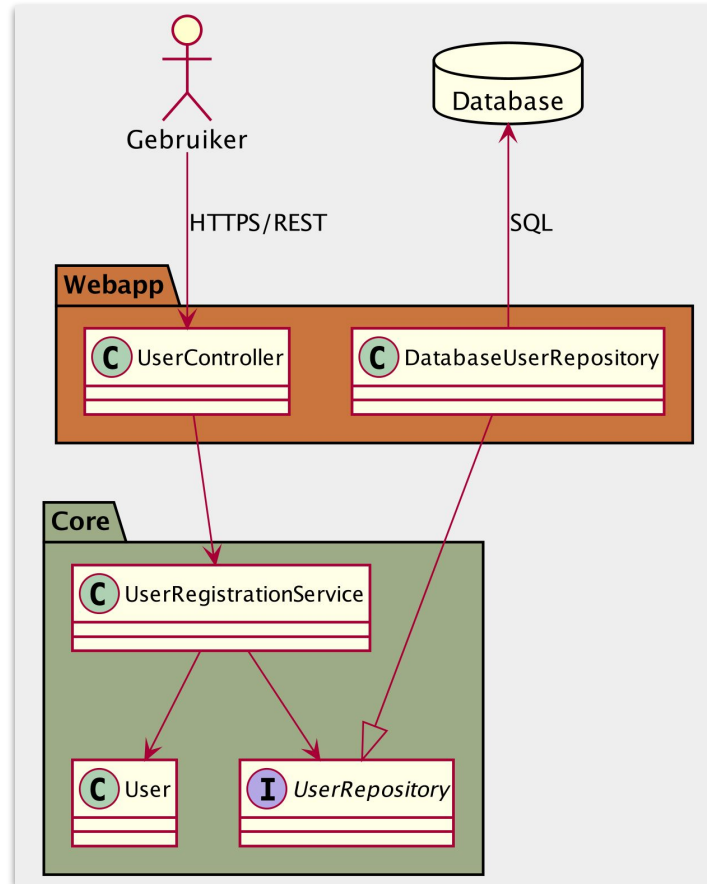 Gebruiker
Database
HTTPS/REST
SQL
Webapp
C UserController
C DatabaseUserRepository
Core
C UserRegistrationService
C User
I UserRepository